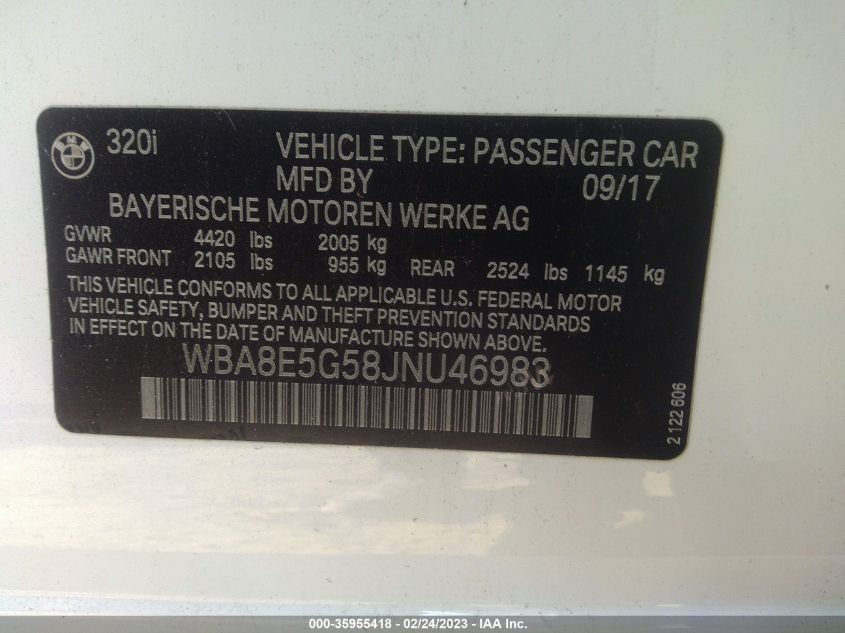 BMW
320i VEHICLE TYPE: PASSENGER CAR
MFD BY 09/17
BAYERISCHE MOTOREN WERKE AG
GVWR 4420 lbs 2005 kg
GAWR FRONT 2105 lbs 955 kg REAR 2524 lbs 1145 kg
THIS VEHICLE CONFORMS TO ALL APPLICABLE U.S. FEDERAL MOTOR
VEHICLE SAFETY, BUMPER AND THEFT PREVENTION STANDARDS
IN EFFECT ON THE DATE OF MANUFACTURE SHOWN ABOVE.
WBA8E5G58JNU46983
2 122 606
000-35955418 - 02/24/2023 - IAA Inc.